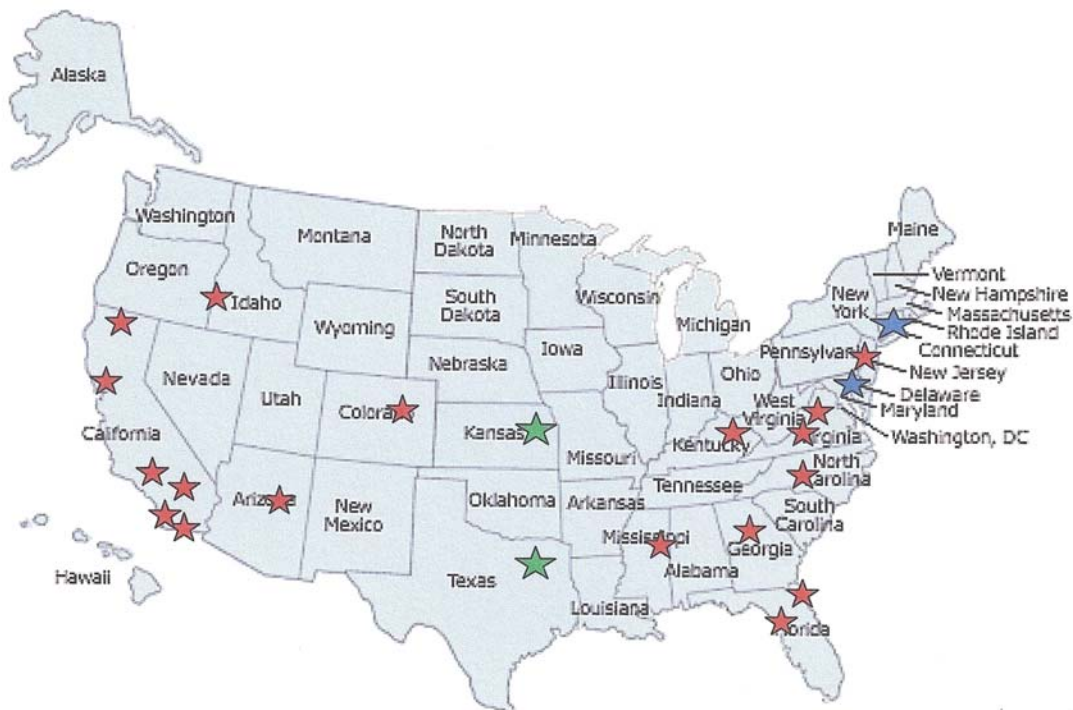 Alaska
Washington
Montana
North
Dakota
Minnesota
Maine
Oregon
Idaho
South
Dakota
Wisconsin
Michigan
New
York
Vermont
New Hampshire
Massachusetts
Rhode Island
Connecticut
Wyoming
Nebraska
Iowa
Pennsylvan
New Jersey
Nevada
Utah
Colora
Illinois
Indiana
Ohio
Delaware
Maryland
West
Virginia
Washington, DC
California
Kansas
Missouri
Kentucky
irginia
Arizona
New
Mexico
Oklahoma
Arkansas
Tennessee
North
Carolina
South
Carolina
Hawaii
Texas
Louisiana
Mississippi
Alabama
Georgia
Florida